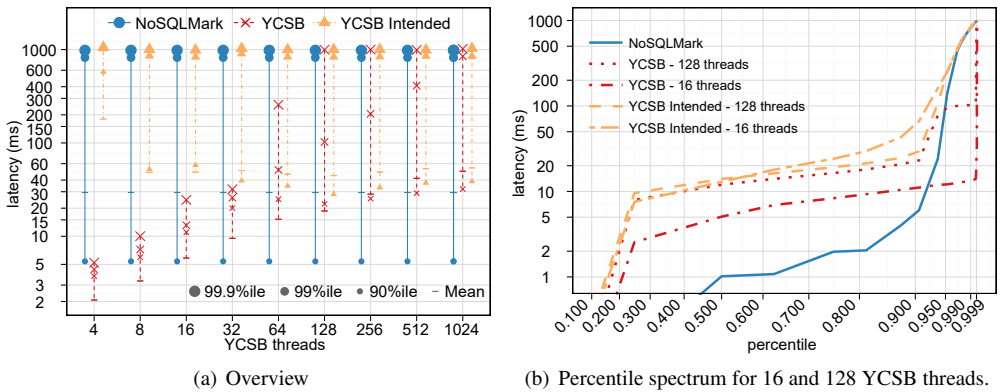 NoSQLMark YCSB YCSB Intended
1000
600
400
300
200
150
100
60
40
30
20
15
10
5
4
3
2
latency (ms)
99.9%ile 99%ile 90%ile Mean
4 8 16 32 64 128 256 512 1024
YCSB threads
(a) Overview
1000
500
100
50
20
10
5
2
1
latency (ms)
NoSQLMark
YCSB - 128 threads
YCSB - 16 threads
YCSB Intended - 128 threads
YCSB Intended - 16 threads
0.100 0.200 0.300 0.400 0.500 0.600 0.700 0.800 0.900 0.950 0.990 0.999
percentile
(b) Percentile spectrum for 16 and 128 YCSB threads.